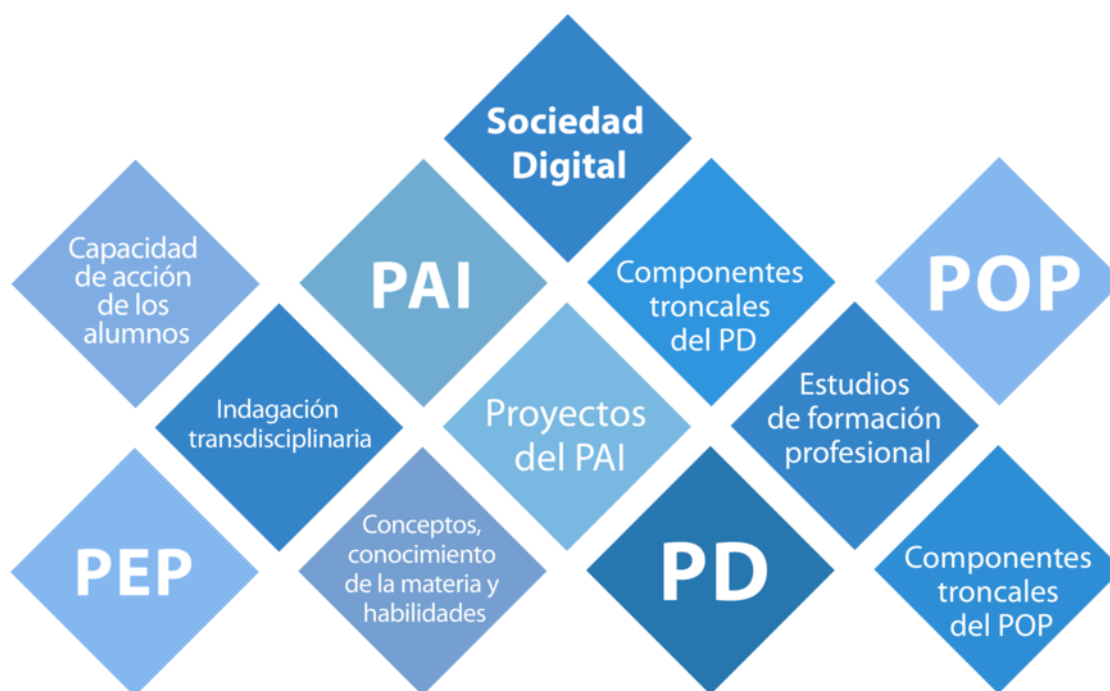 Sociedad
Digital
Capacidad
de acción
de los
alumnos
PAI
Componentes
troncales
del PD
POP
Indagación
transdisciplinaria
Proyectos
del PAI
Estudios
de formación
profesional
PEP
Conceptos,
conocimiento
de la materia y
habilidades
PD
Componentes
troncales
del POP